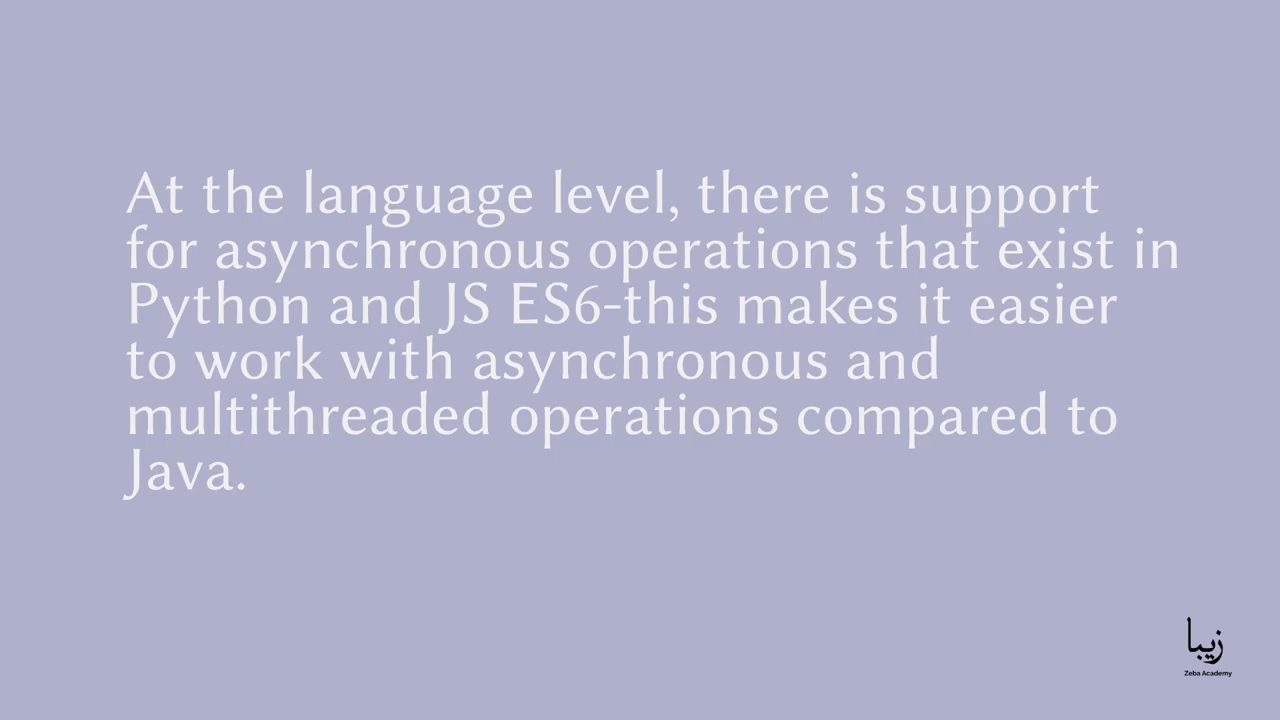 At the language level, there is support
for asynchronous operations that exist in
Python and JS ES6-this makes it easier
to work with asynchronous and
multithreaded operations compared to
Java.
زیبا
Zeba Academy